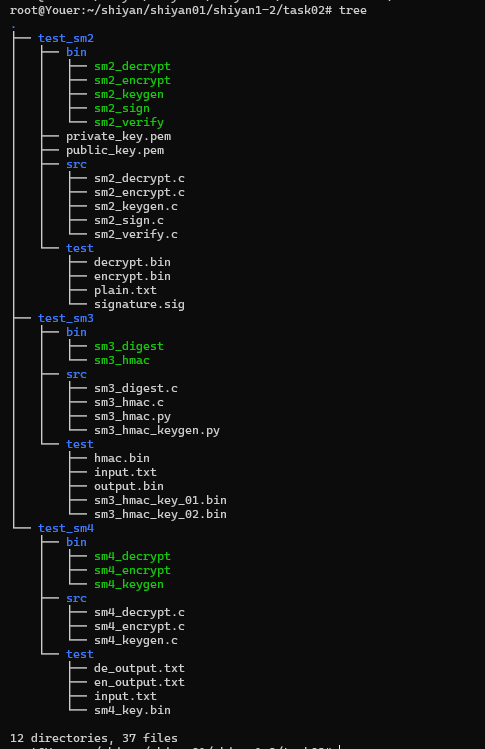 root@Youer:~/shiyan/shiyan01/shiyan1-2/task02# tree
.
├── test_sm2
│   ├── bin
│   │   ├── sm2_decrypt
│   │   ├── sm2_encrypt
│   │   ├── sm2_keygen
│   │   ├── sm2_sign
│   │   └── sm2_verify
│   ├── private_key.pem
│   ├── public_key.pem
│   ├── src
│   │   ├── sm2_decrypt.c
│   │   ├── sm2_encrypt.c
│   │   ├── sm2_keygen.c
│   │   ├── sm2_sign.c
│   │   └── sm2_verify.c
│   └── test
│       ├── decrypt.bin
│       ├── encrypt.bin
│       ├── plain.txt
│       └── signature.sig
├── test_sm3
│   ├── bin
│   │   ├── sm3_digest
│   │   └── sm3_hmac
│   ├── src
│   │   ├── sm3_digest.c
│   │   ├── sm3_hmac.c
│   │   ├── sm3_hmac.py
│   │   └── sm3_hmac_keygen.py
│   └── test
│       ├── hmac.bin
│       ├── input.txt
│       ├── output.bin
│       ├── sm3_hmac_key_01.bin
│       └── sm3_hmac_key_02.bin
└── test_sm4
    ├── bin
    │   ├── sm4_decrypt
    │   ├── sm4_encrypt
    │   └── sm4_keygen
    ├── src
    │   ├── sm4_decrypt.c
    │   ├── sm4_encrypt.c
    │   └── sm4_keygen.c
    └── test
        ├── de_output.txt
        ├── en_output.txt
        ├── input.txt
        └── sm4_key.bin

12 directories, 37 files